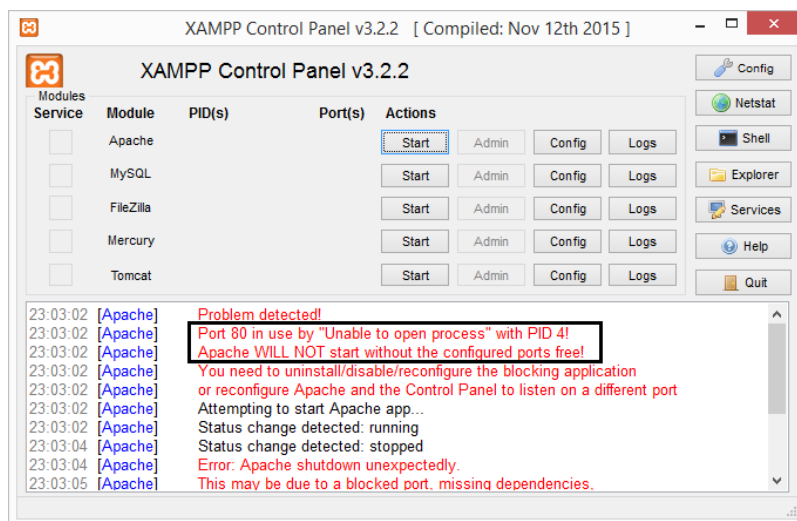 XAMPP Control Panel v3.2.2 [ Compiled: Nov 12th 2015 ]
XAMPP Control Panel v3.2.2
Config
Modules
Netstat
Service Module PID(s) Port(s) Actions
Apache Start Admin Config Logs
Shell
MySQL Start Admin Config Logs
Explorer
FileZilla Start Admin Config Logs
Services
Mercury Start Admin Config Logs
Help
Tomcat Start Admin Config Logs
Quit
23:03:02 [Apache] Problem detected!
23:03:02 [Apache] Port 80 in use by "Unable to open process" with PID 4!
23:03:02 [Apache] Apache WILL NOT start without the configured ports free!
23:03:02 [Apache] You need to uninstall/disable/reconfigure the blocking application
23:03:02 [Apache] or reconfigure Apache and the Control Panel to listen on a different port
23:03:02 [Apache] Attempting to start Apache app...
23:03:02 [Apache] Status change detected: running
23:03:04 [Apache] Status change detected: stopped
23:03:04 [Apache] Error: Apache shutdown unexpectedly.
23:03:05 [Apache] This may be due to a blocked port, missing dependencies,